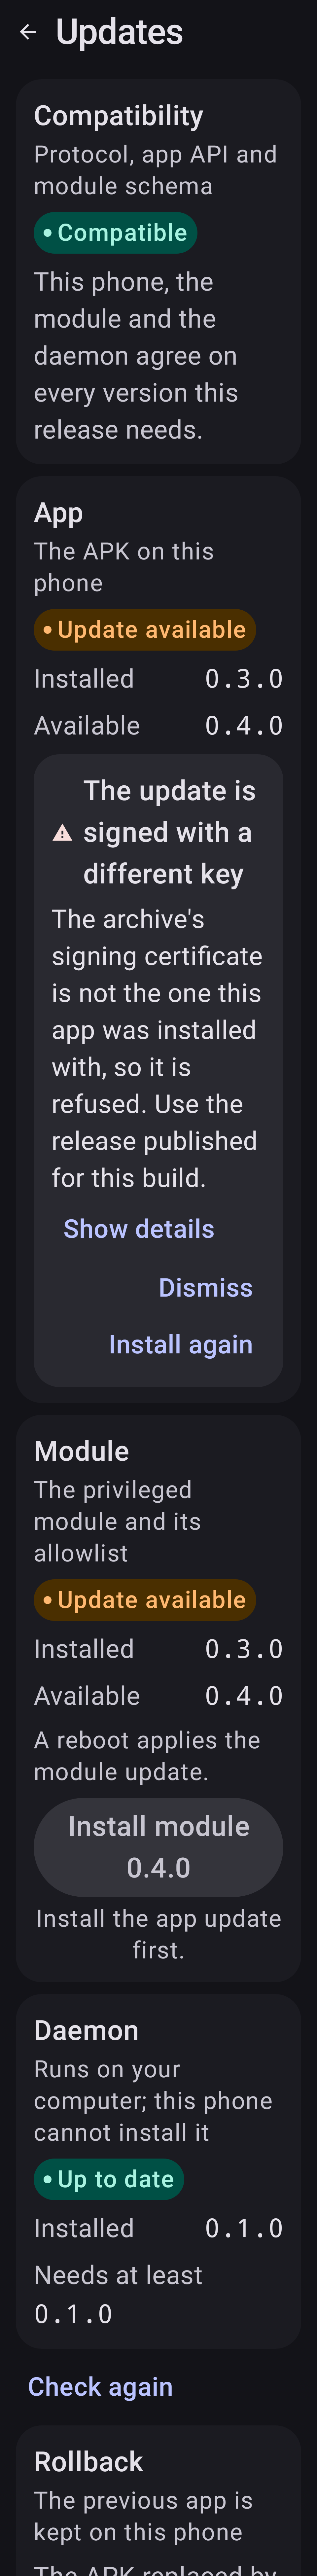 Updates
Compatibility
Protocol, app API and
module schema
Compatible
This phone, the
module and the
daemon agree on
every version this
release needs.
App
The APK on this
phone
Update available
Installed 0.3.0
Available 0.4.0
The update is
signed with a
different key
The archive's
signing certificate
is not the one this
app was installed
with, so it is
refused. Use the
release published
for this build.
Show details
Dismiss
Install again
Module
The privileged
module and its
allowlist
Update available
Installed 0.3.0
Available 0.4.0
A reboot applies the
module update.
Install module
0.4.0
Install the app update
first.
Daemon
Runs on your
computer; this phone
cannot install it
Up to date
Installed 0.1.0
Needs at least
0.1.0
Check again
Rollback
The previous app is
kept on this phone
The APK replaced by